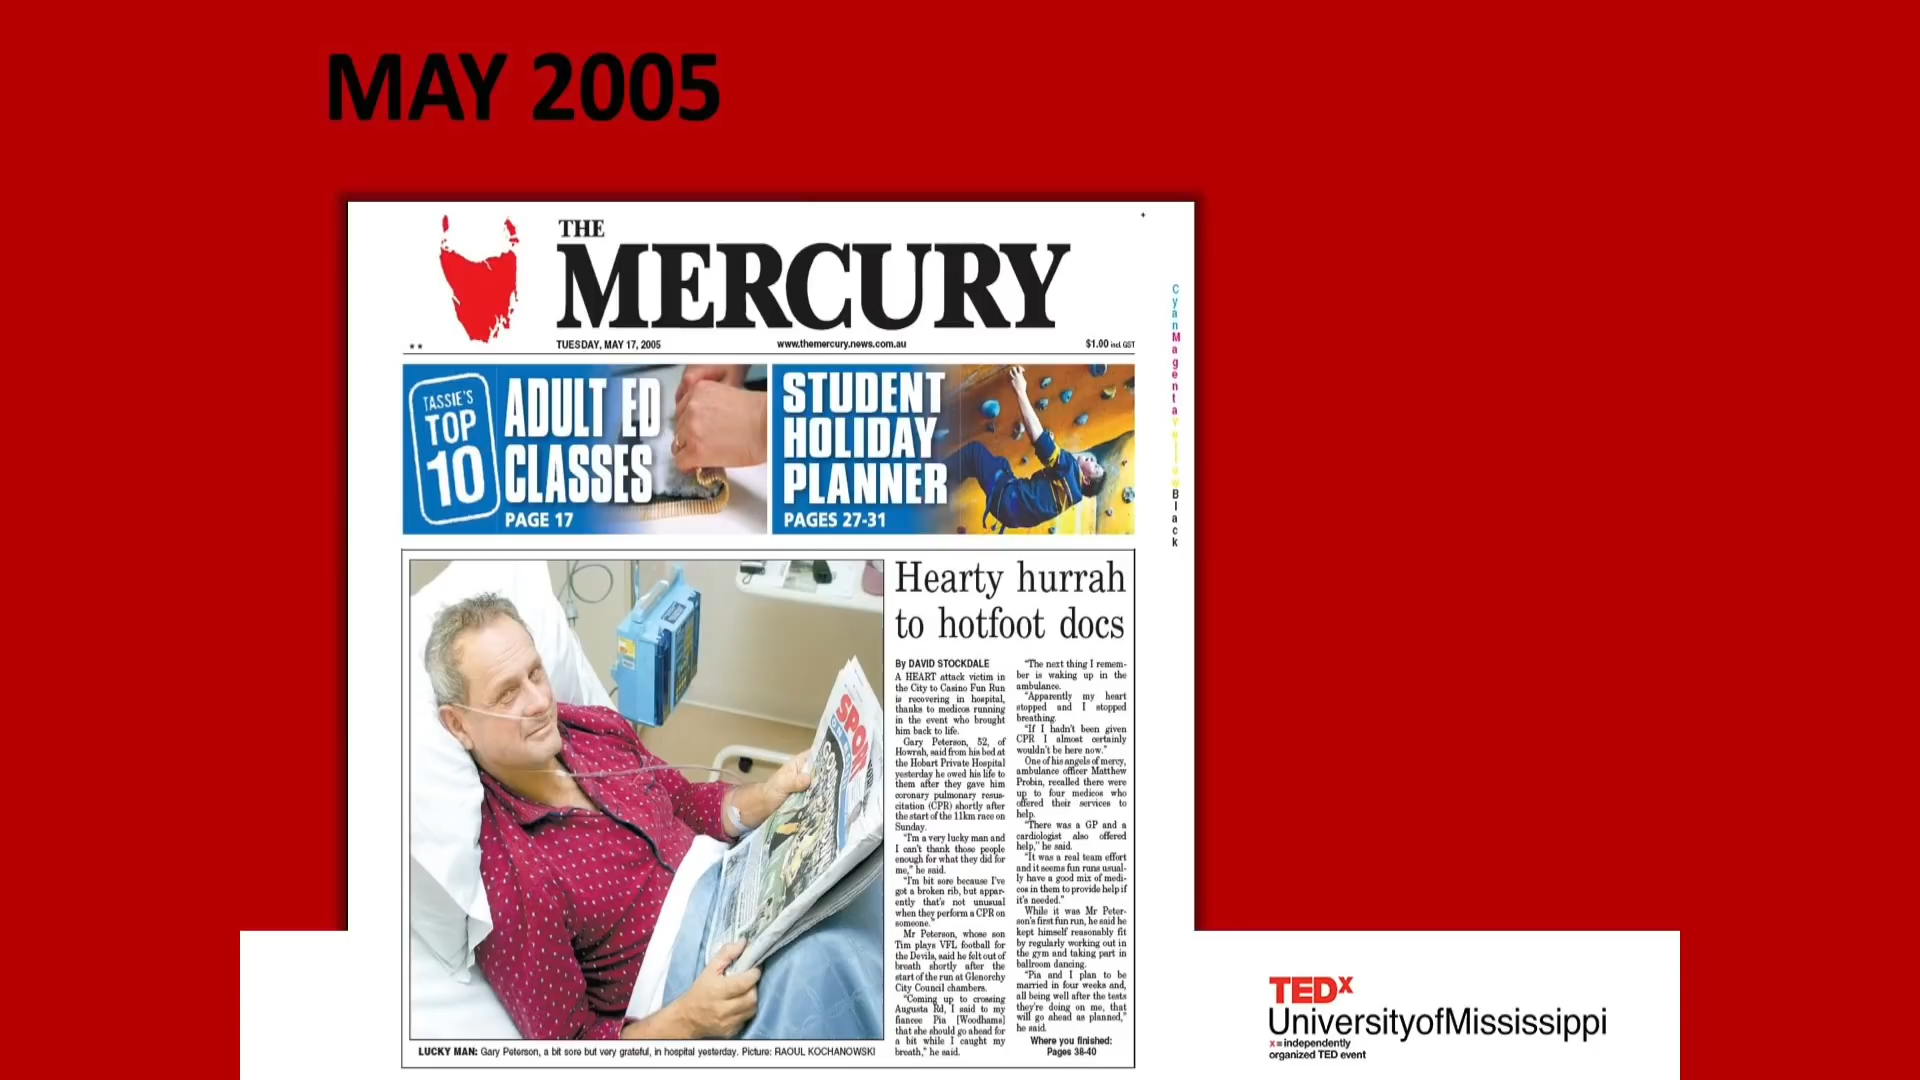 MAY 2005
THE
MERCURY
**
TUESDAY, MAY 17, 2005
www.themercury.news.com.au
$1.00 incl. GST
Cyan Magenta Yellow Black
TASSIE'S
TOP
10
ADULT ED
CLASSES
PAGE 17
STUDENT
HOLIDAY
PLANNER
PAGES 27-31
SPOR
Hearty hurrah
to hotfoot docs
By DAVID STOCKDALE
A HEART attack victim in
the City to Casino Fun Run
is recovering in hospital,
thanks to medicos running
in the event who brought
him back to life.
Gary Peterson, 52, of
Howrah, said from his bed at
the Hobart Private Hospital
yesterday he owed his life to
them after they gave him
coronary pulmonary resus-
citation (CPR) shortly after
the start of the 11km race on
Sunday.
"I'm a very lucky man and
I can't thank those people
enough for what they did for
me," he said.
"I'm bit sore because I've
got a broken rib, but appar-
ently that's not unusual
when they perform a CPR on
someone."
Mr Peterson, whose son
Tim plays VFL football for
the Devils, said he felt out of
breath shortly after the
start of the run at Glenorchy
City Council chambers.
"Coming up to crossing
Augusta Rd, I said to my
fiancee Pia [Woodhams]
that she should go ahead for
a bit while I caught my
breath," he said.
"The next thing I remem-
ber is waking up in the
ambulance.
"Apparently my heart
stopped and I stopped
breathing.
"If I hadn't been given
CPR I almost certainly
wouldn't be here now."
One of his angels of mercy,
ambulance officer Matthew
Probin, recalled there were
up to four medicos who
offered their services to
help.
"There was a GP and a
cardiologist also offered
help," he said.
"It was a real team effort
and it seems fun runs usual-
ly have a good mix of medi-
cos in them to provide help if
it's needed."
While it was Mr Peter-
son's first fun run, he said he
kept himself reasonably fit
by regularly working out in
the gym and taking part in
ballroom dancing.
"Pia and I plan to be
married in four weeks and,
all being well after the tests
they're doing on me, that
will go ahead as planned,"
he said.
Where you finished:
Pages 38-40
LUCKY MAN: Gary Peterson, a bit sore but very grateful, in hospital yesterday. Picture: RAOUL KOCHANOWSKI
TEDx
UniversityofMississippi
x=independently
organized TED event